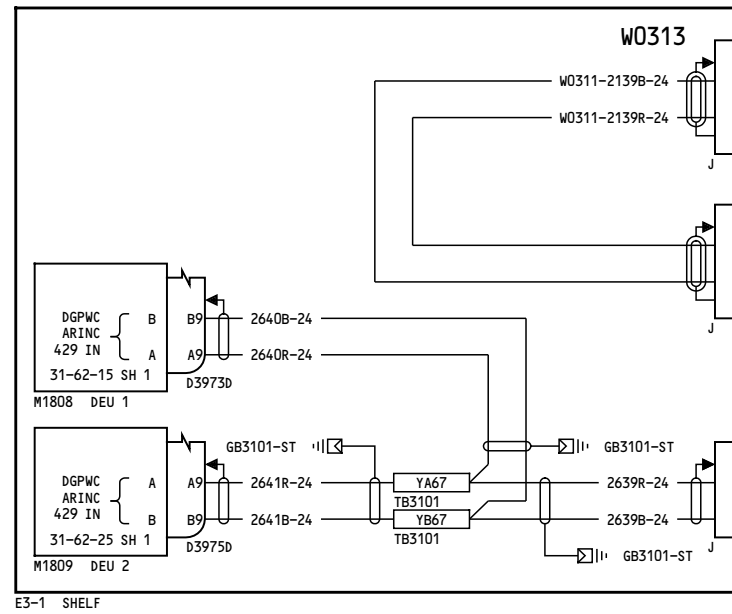 W0313
W0311-2139B-24
W0311-2139R-24
J
J
DGPWC
ARINC
429 IN
B B9 2640B-24
A A9 2640R-24
31-62-15 SH 1
D3973D
M1808 DEU 1
GB3101-ST
GB3101-ST
DGPWC
ARINC
429 IN
A A9 2641R-24 YA67 2639R-24
TB3101
B B9 2641B-24 YB67 2639B-24
TB3101
31-62-25 SH 1
D3975D
J
GB3101-ST
M1809 DEU 2
E3-1 SHELF